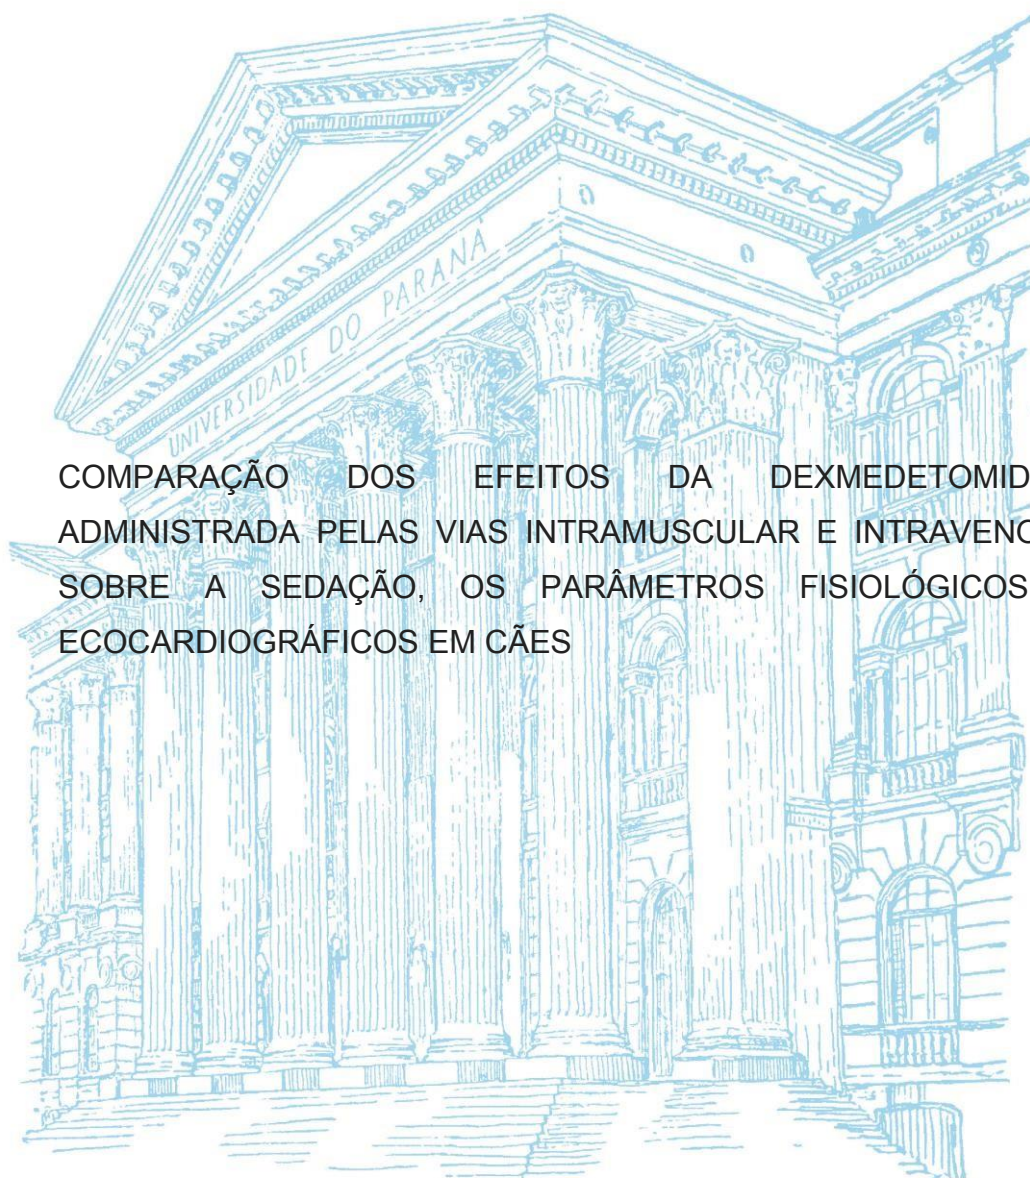 UNIVERSIDADE DO PARANÁ
COMPARAÇÃO DOS EFEITOS DA DEXMEDETOMID
ADMINISTRADA PELAS VIAS INTRAMUSCULAR E INTRAVENO
SOBRE A SEDAÇÃO, OS PARÂMETROS FISIOLÓGICOS
ECOCARDIOGRÁFICOS EM CÃES